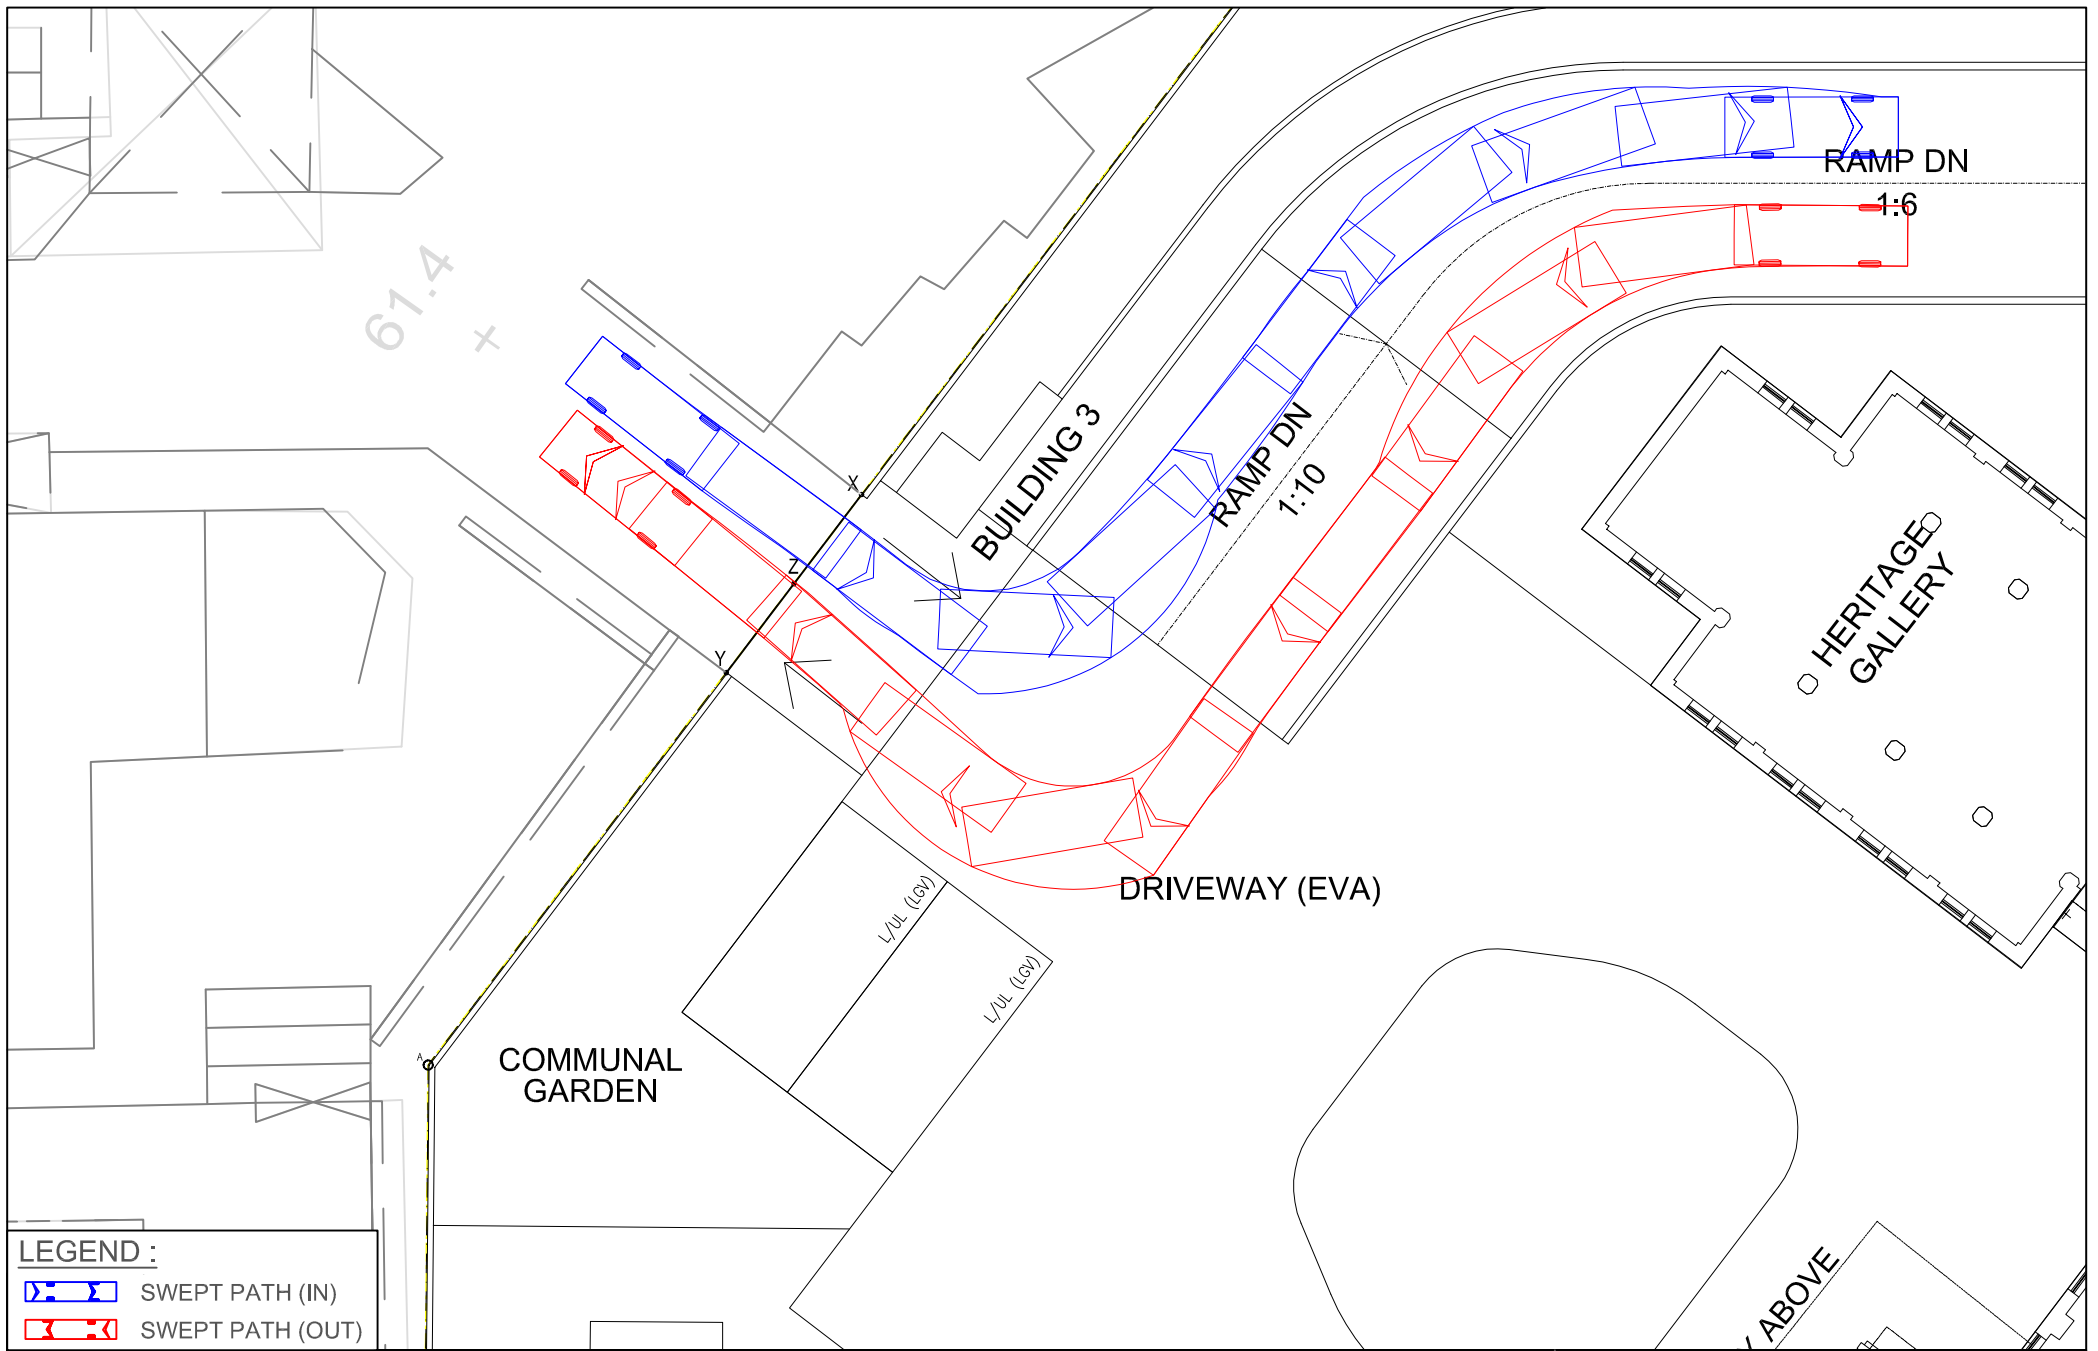 RAMP DN
1:6
61.4
BUILDING 3
RAMP DN
1:10
X
Z
Y
HERITAGE
GALLERY
DRIVEWAY (EVA)
L/UL (LGV)
L/UL (LGV)
A
COMMUNAL
GARDEN
LEGEND :
SWEPT PATH (IN)
SWEPT PATH (OUT)
ABOVE